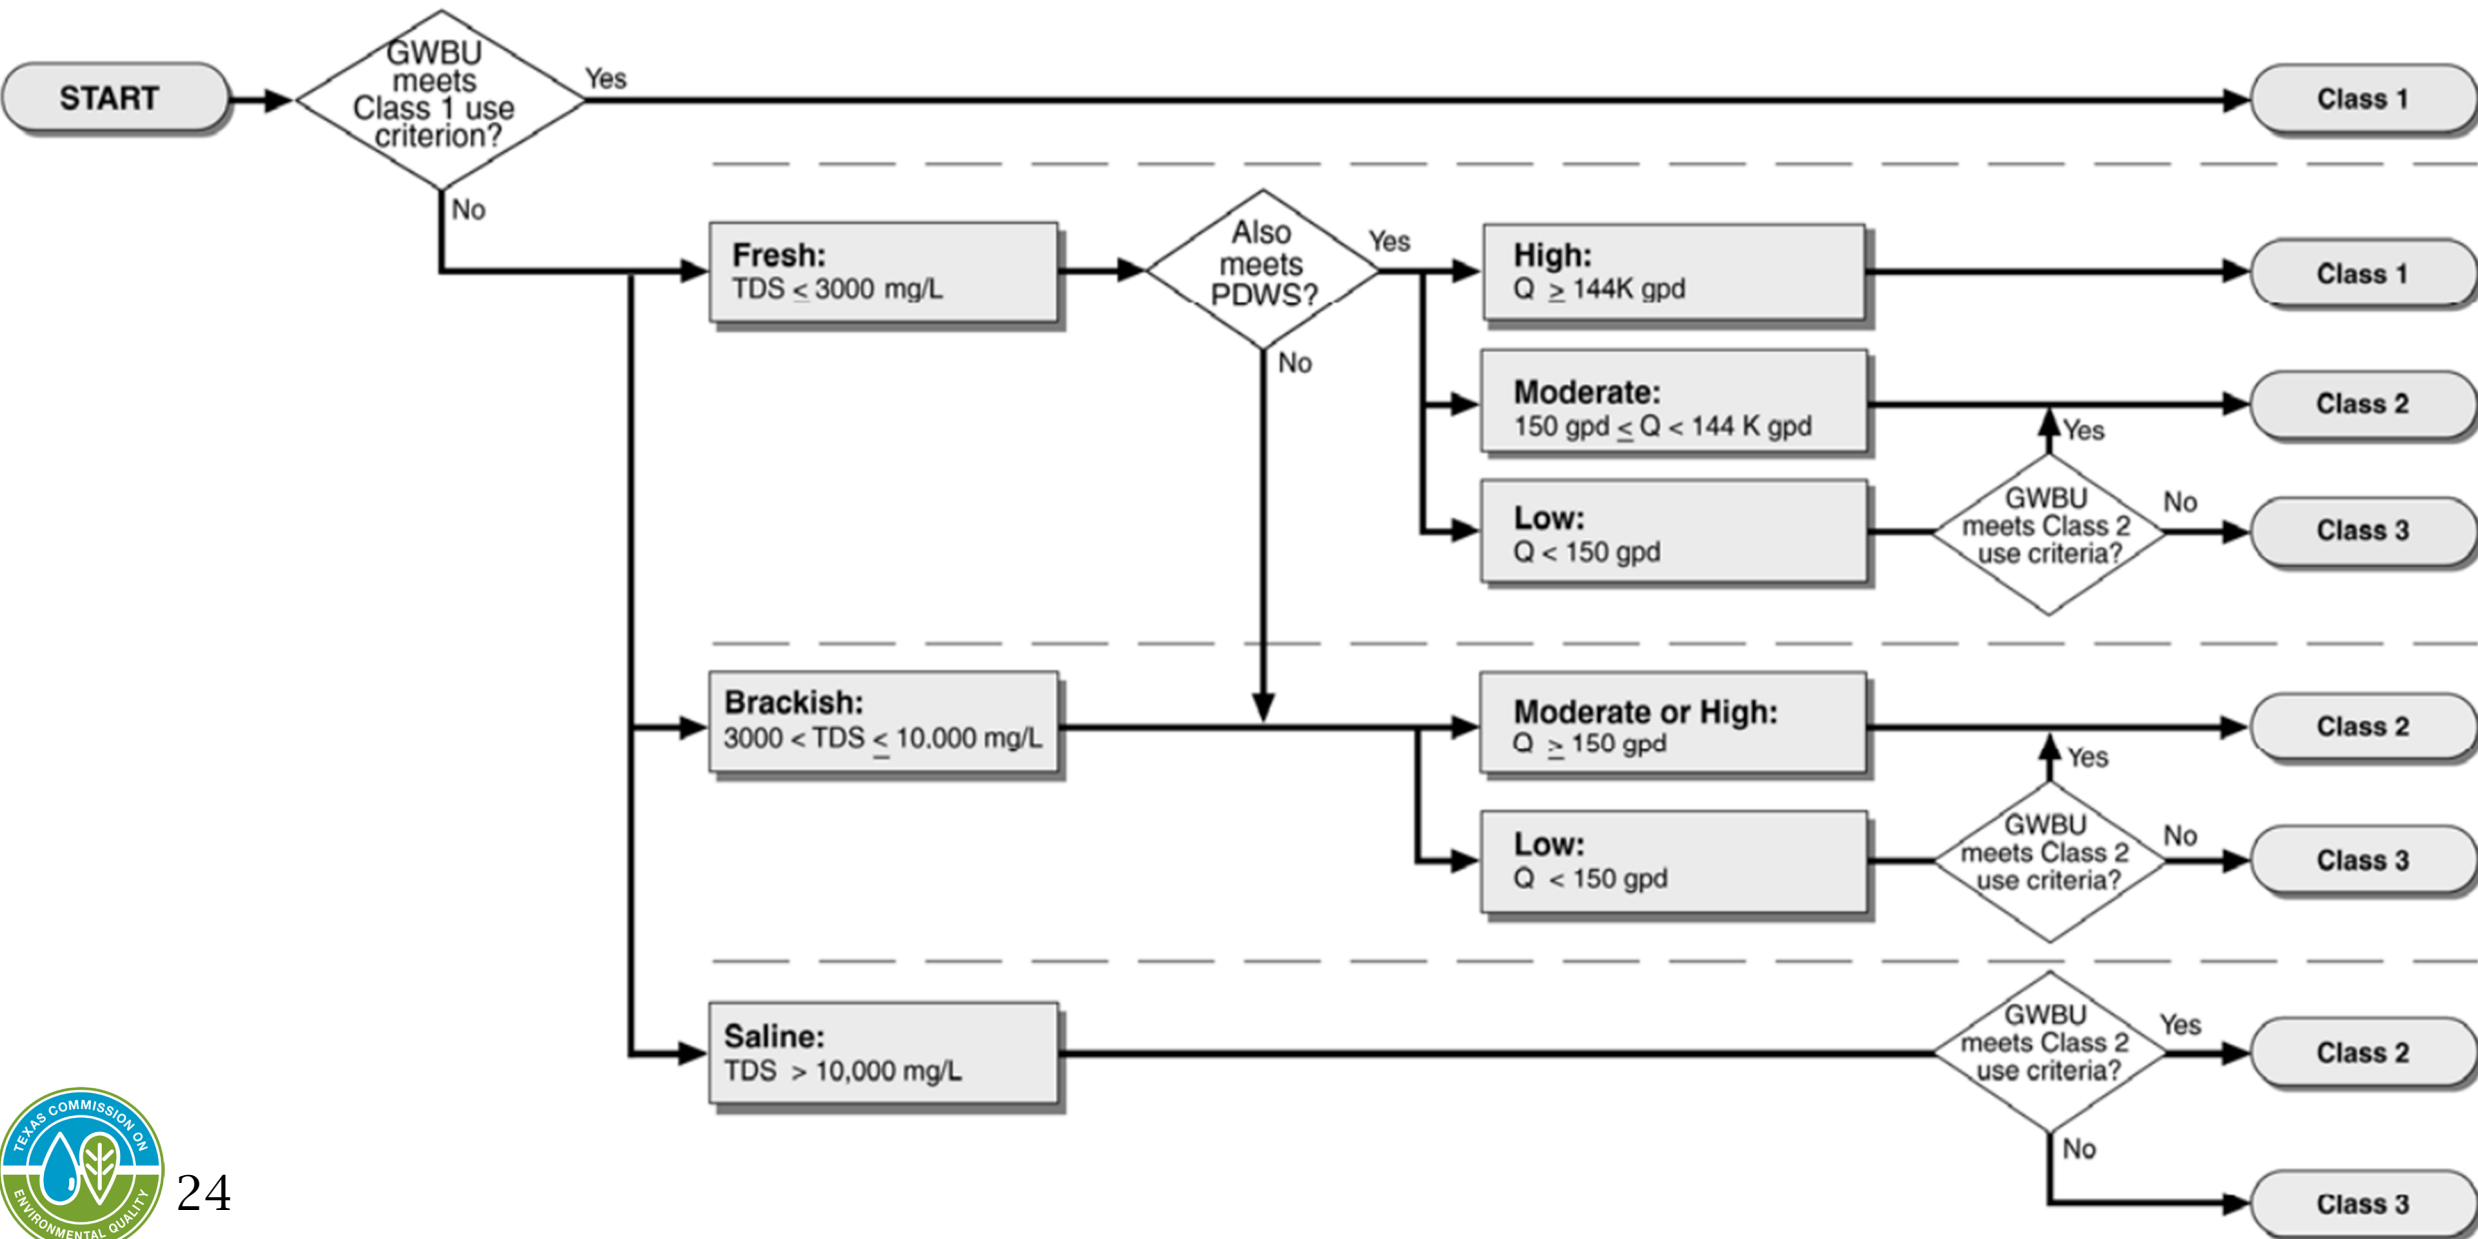 START
GWBU
meets
Class 1 use
criterion?
Yes
No
Class 1
Fresh:
TDS ≤ 3000 mg/L
Also
meets
PDWS?
Yes
No
High:
Q ≥ 144K gpd
Class 1
Moderate:
150 gpd ≤ Q < 144 K gpd
Class 2
Yes
Low:
Q < 150 gpd
GWBU
meets Class 2
use criteria?
No
Class 3
Brackish:
3000 < TDS ≤ 10.000 mg/L
Moderate or High:
Q ≥ 150 gpd
Class 2
Yes
Low:
Q < 150 gpd
GWBU
meets Class 2
use criteria?
No
Class 3
Saline:
TDS > 10,000 mg/L
GWBU
meets Class 2
use criteria?
Yes
Class 2
No
Class 3
TEXAS COMMISSION ON
ENVIRONMENTAL QUALITY
24